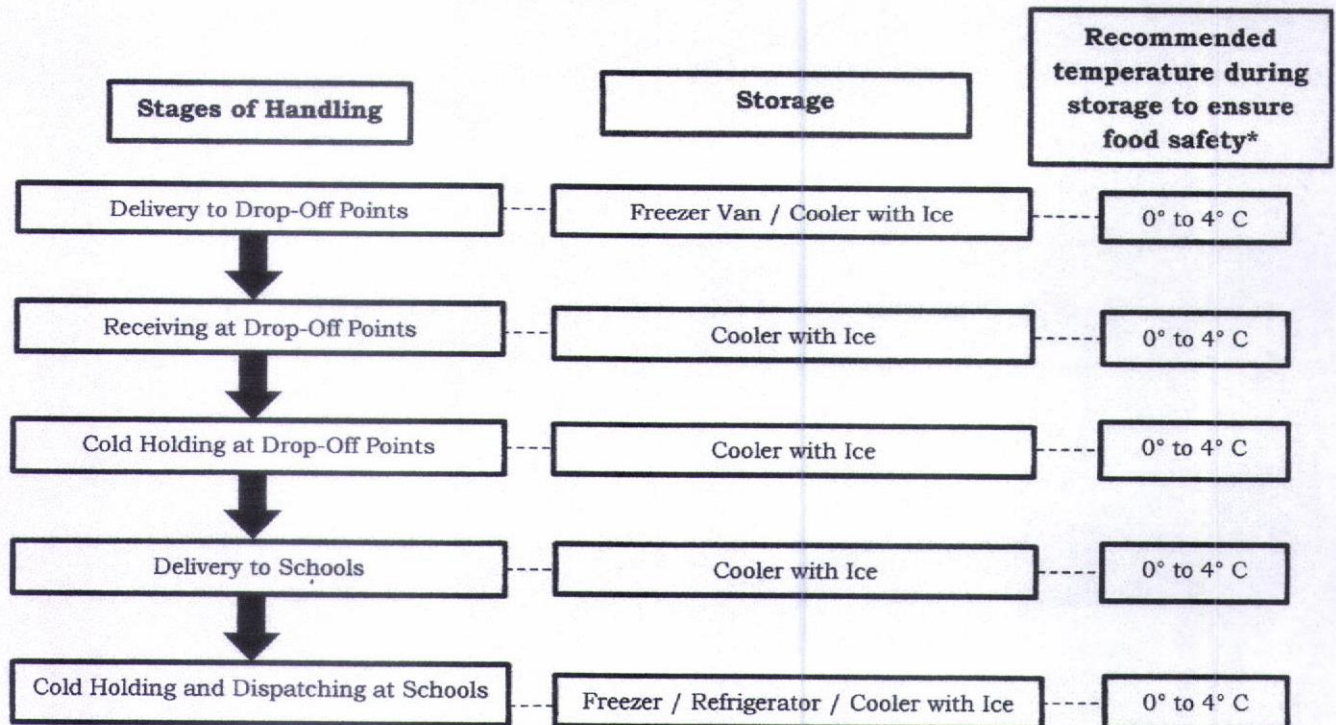 Stages of Handling
Storage
Recommended
temperature during
storage to ensure
food safety*
Delivery to Drop-Off Points
Freezer Van / Cooler with Ice
0° to 4° C
Receiving at Drop-Off Points
Cooler with Ice
0° to 4° C
Cold Holding at Drop-Off Points
Cooler with Ice
0° to 4° C
Delivery to Schools
Cooler with Ice
0° to 4° C
Cold Holding and Dispatching at Schools
Freezer / Refrigerator / Cooler with Ice
0° to 4° C